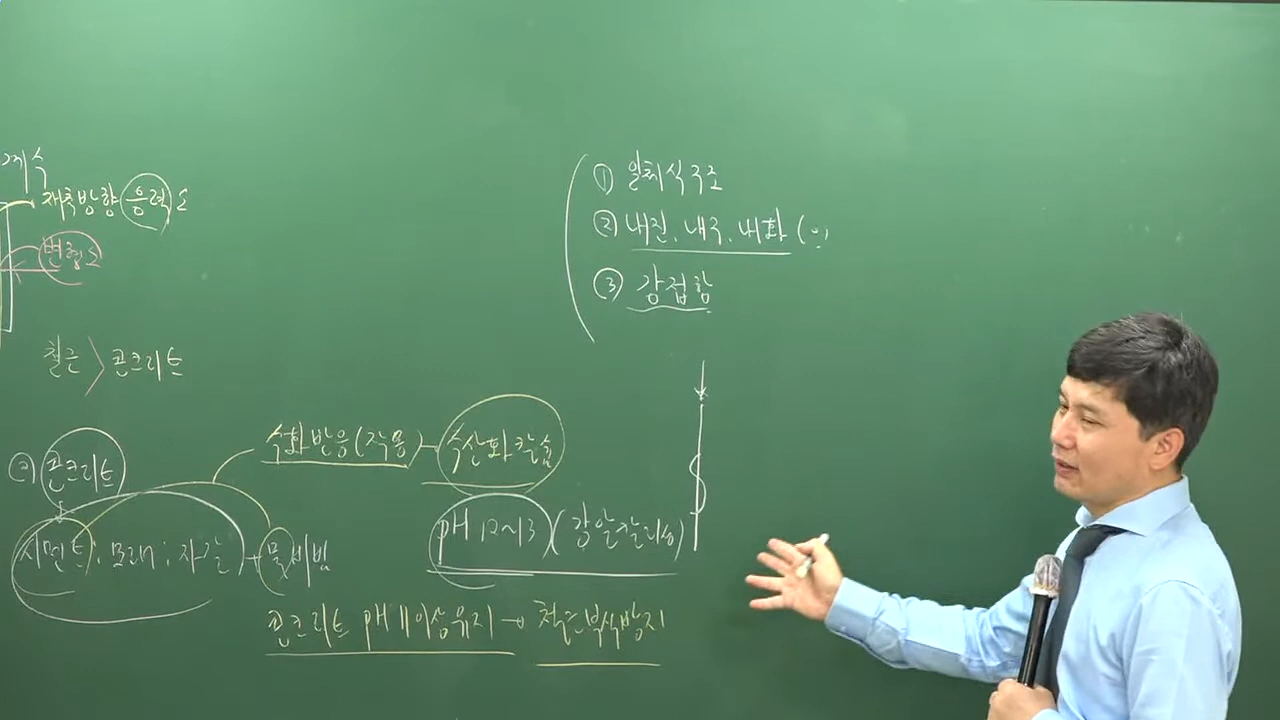 계수
재축방향 응력도
변형도
철근 > 콘크리트
② 콘크리트
시멘트 : 모래 : 자갈 + 물비빔
수화반응(작용) - 수산화칼슘
pH 12~13 (강알칼리성)
콘크리트 pH 11이상유지 → 철근부식방지
① 일체식구조
② 내진, 내구, 내화 (인)
③ 강접합